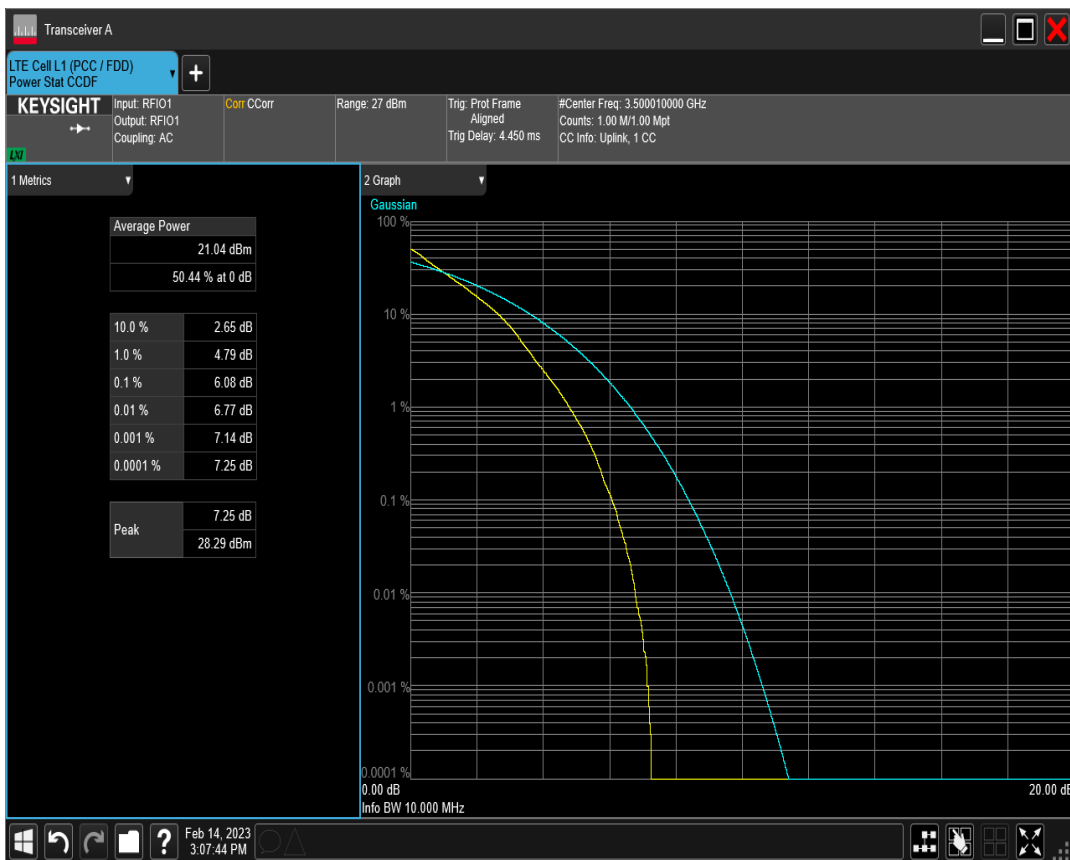 Transceiver A
LTE Cell L1 (PCC / FDD)
Power Stat CCDF
KEYSIGHT
LXI
Input: RFIO1
Output: RFIO1
Coupling: AC
Corr CCorr
Range: 27 dBm
Trig: Prot Frame
Aligned
Trig Delay: 4.450 ms
#Center Freq: 3.500010000 GHz
Counts: 1.00 M/1.00 Mpt
CC Info: Uplink, 1 CC
1 Metrics
Average Power
21.04 dBm
50.44 % at 0 dB
10.0 % 2.65 dB
1.0 % 4.79 dB
0.1 % 6.08 dB
0.01 % 6.77 dB
0.001 % 7.14 dB
0.0001 % 7.25 dB
Peak 7.25 dB
28.29 dBm
2 Graph
Gaussian
100 %
10 %
1 %
0.1 %
0.01 %
0.001 %
0.0001 %
0.00 dB 20.00 dB
Info BW 10.000 MHz
? Feb 14, 2023
3:07:44 PM